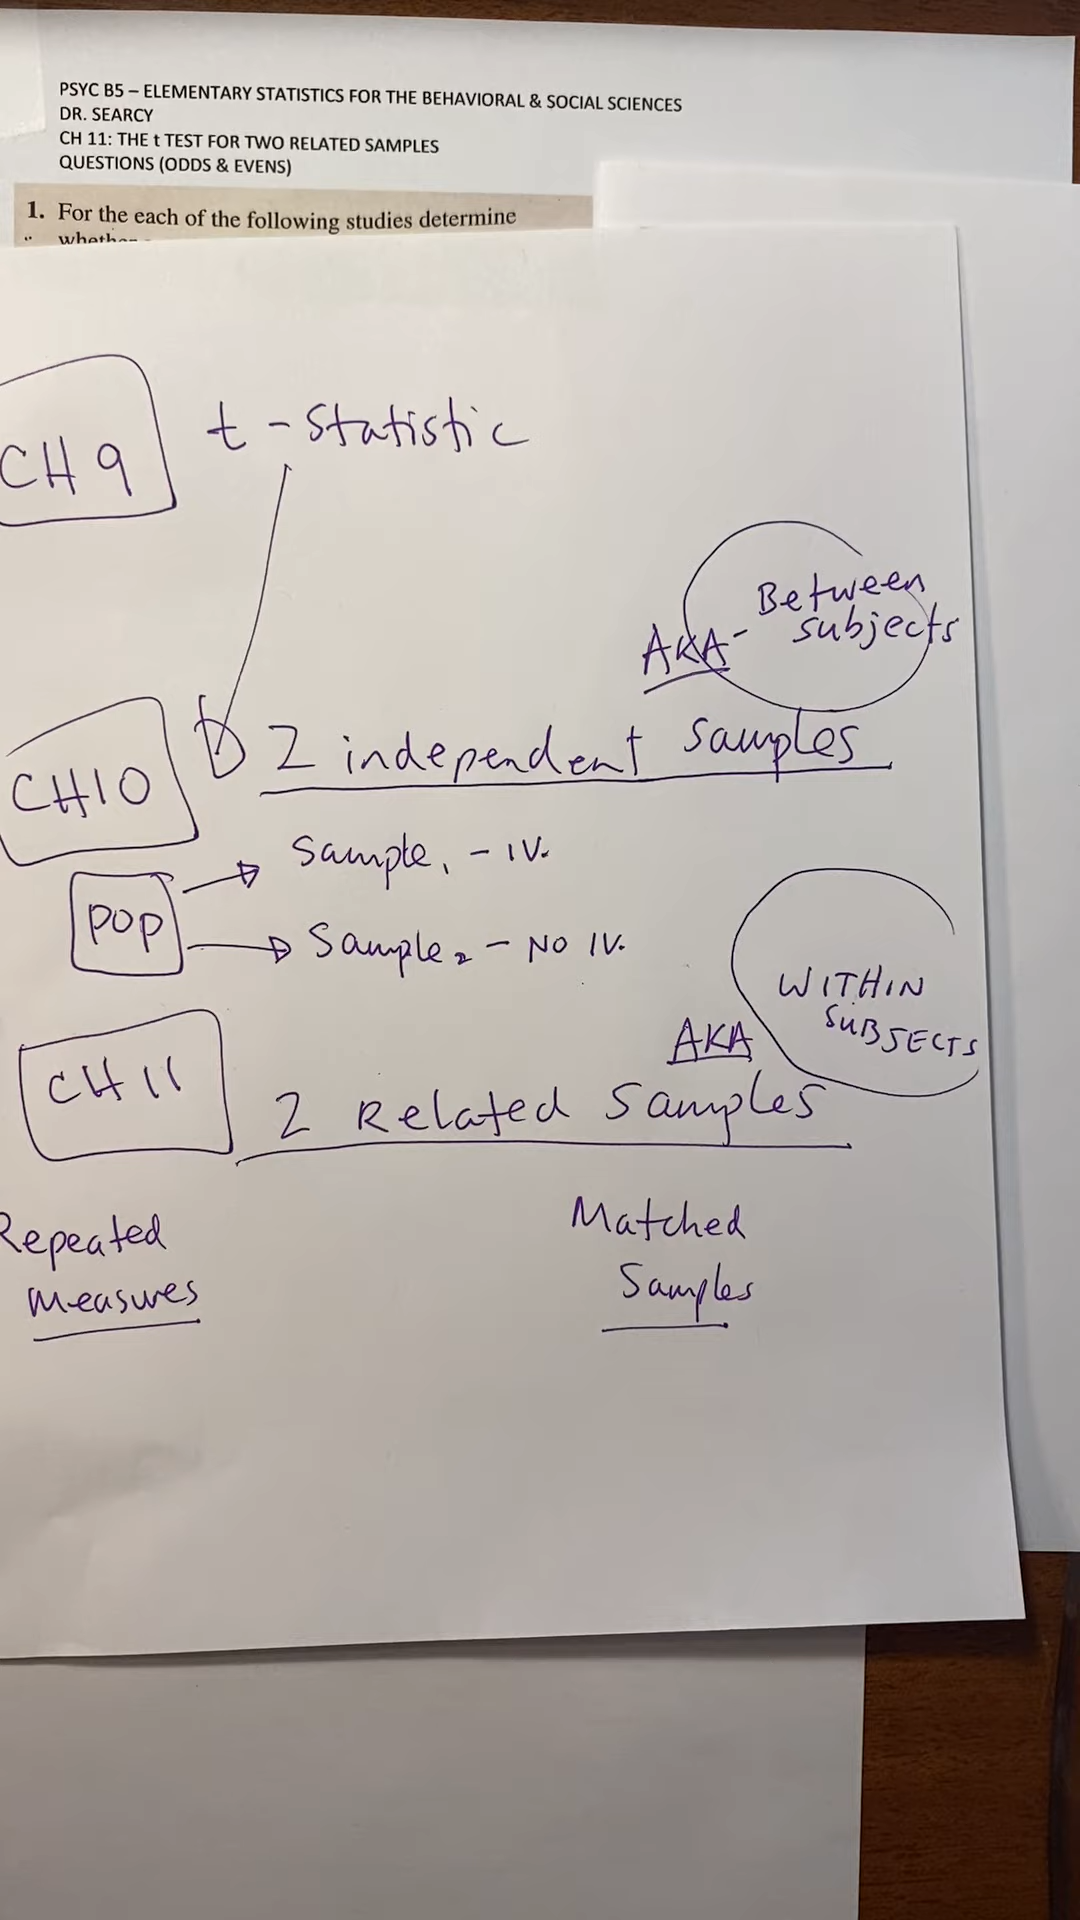 PSYC B5 – ELEMENTARY STATISTICS FOR THE BEHAVIORAL & SOCIAL SCIENCES
DR. SEARCY
CH 11: THE t TEST FOR TWO RELATED SAMPLES
QUESTIONS (ODDS & EVENS)
1. For the each of the following studies determine
CH 9
t - Statistic
AKA - Between
subjects
CH10
2 independent samples
POP
Sample, - IV.
Sample 2 - NO IV.
AKA
WITHIN
SUBJECTS
CH 11
2 Related Samples
Repeated
Measures
Matched
Samples